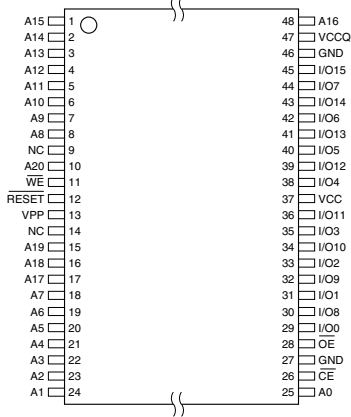 A15 1 48 A16
A14 2 47 VCCQ
A13 3 46 GND
A12 4 45 I/O15
A11 5 44 I/O7
A10 6 43 I/O14
A9 7 42 I/O6
A8 8 41 I/O13
NC 9 40 I/O5
A20 10 39 I/O12
WE 11 38 I/O4
RESET 12 37 VCC
VPP 13 36 I/O11
NC 14 35 I/O3
A19 15 34 I/O10
A18 16 33 I/O2
A17 17 32 I/O9
A7 18 31 I/O1
A6 19 30 I/O8
A5 20 29 I/O0
A4 21 28 OE
A3 22 27 GND
A2 23 26 CE
A1 24 25 A0